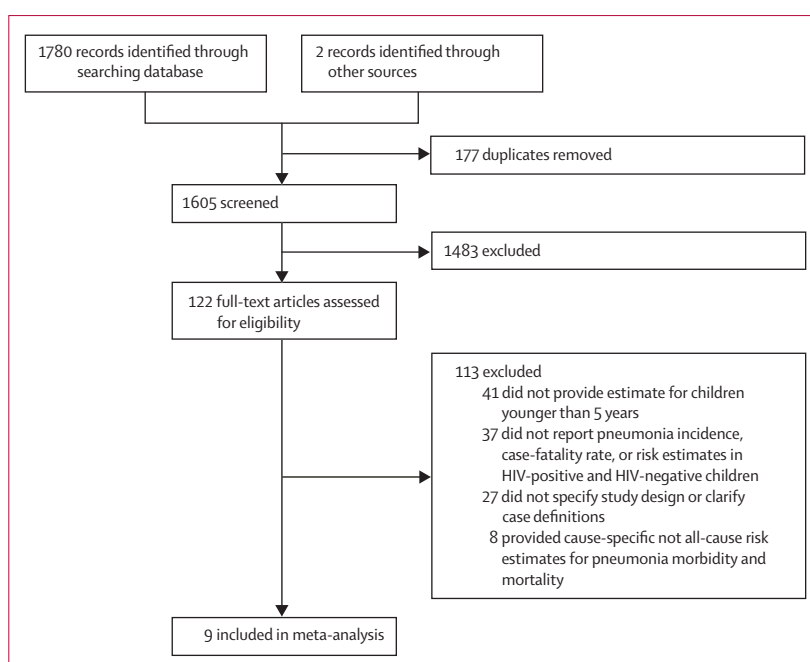 1780 records identified through
searching database
2 records identified through
other sources
177 duplicates removed
1605 screened
1483 excluded
122 full-text articles assessed
for eligibility
113 excluded
41 did not provide estimate for children
younger than 5 years
37 did not report pneumonia incidence,
case-fatality rate, or risk estimates in
HIV-positive and HIV-negative children
27 did not specify study design or clarify
case definitions
8 provided cause-specific not all-cause risk
estimates for pneumonia morbidity and
mortality
9 included in meta-analysis